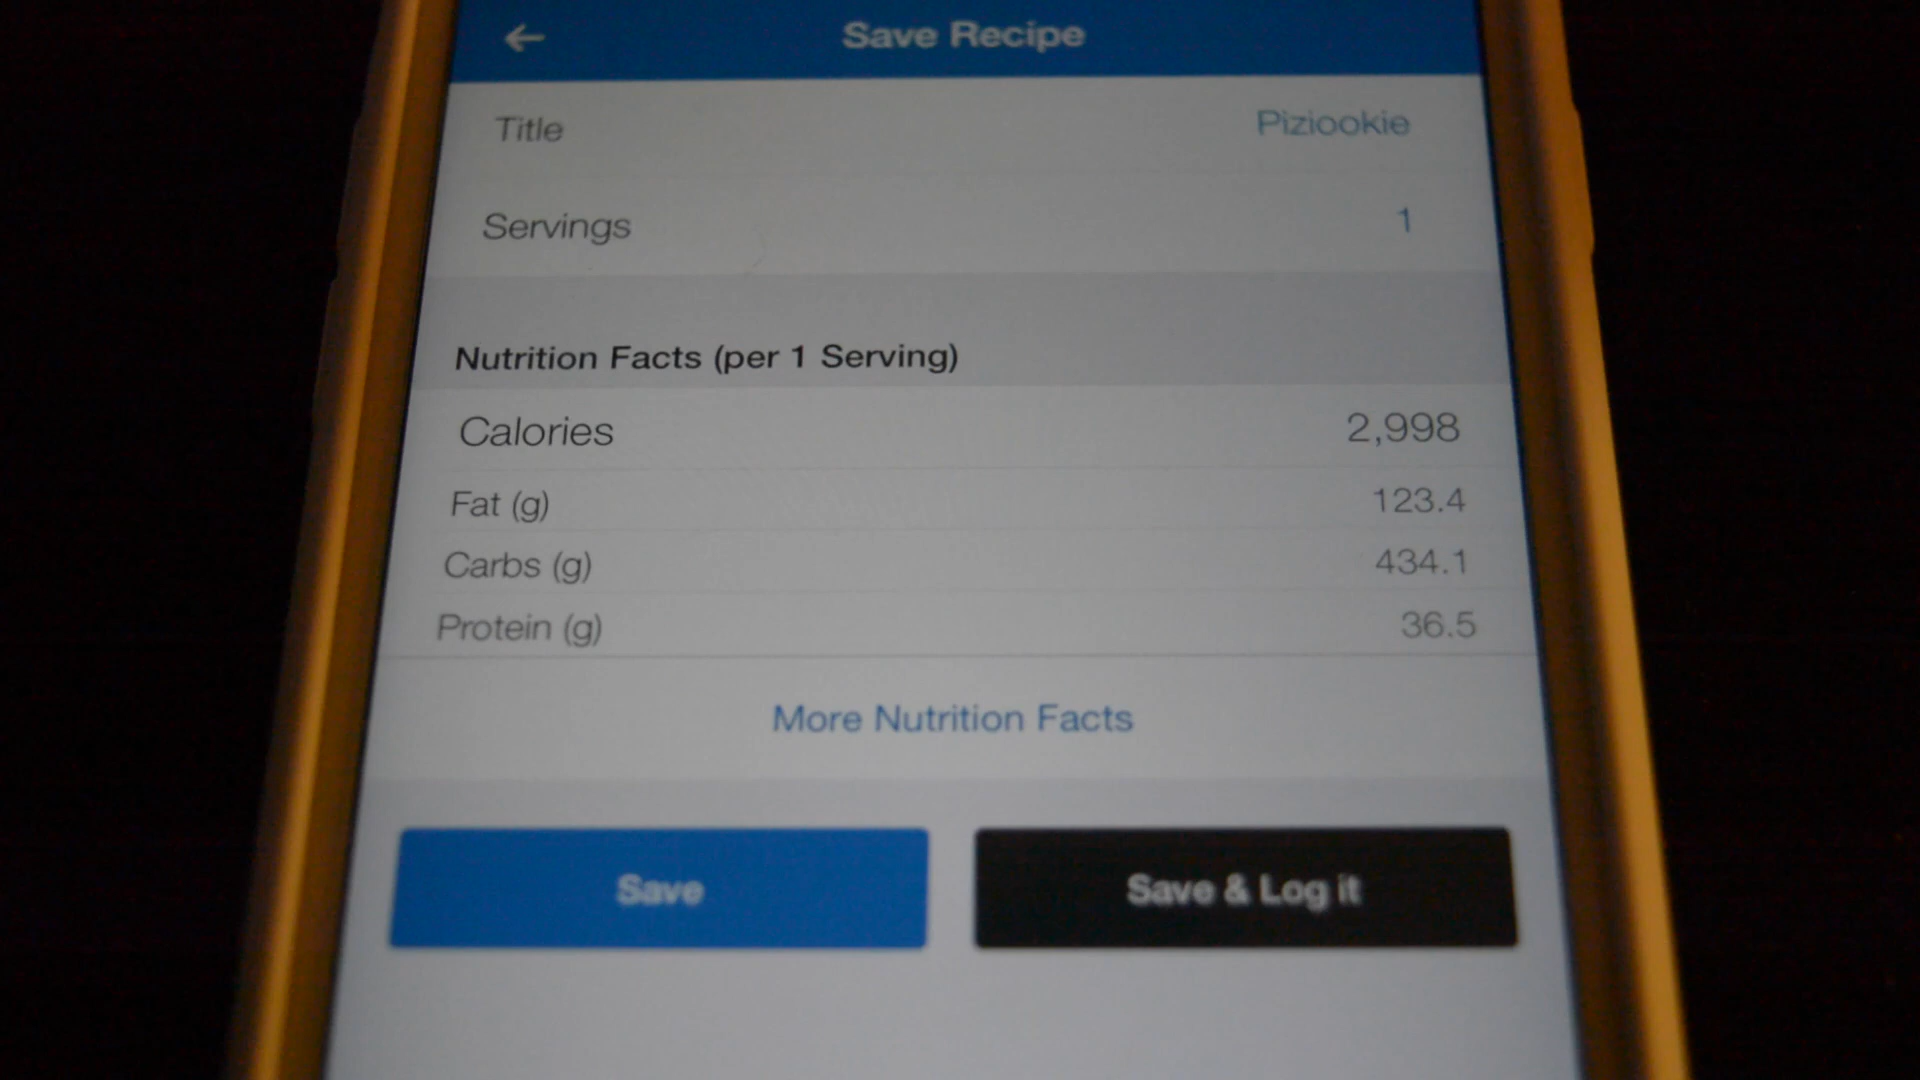 Save Recipe
Title Piziookie
Servings 1
Nutrition Facts (per 1 Serving)
Calories 2,998
Fat (g) 123.4
Carbs (g) 434.1
Protein (g) 36.5
More Nutrition Facts
Save Save & Log it